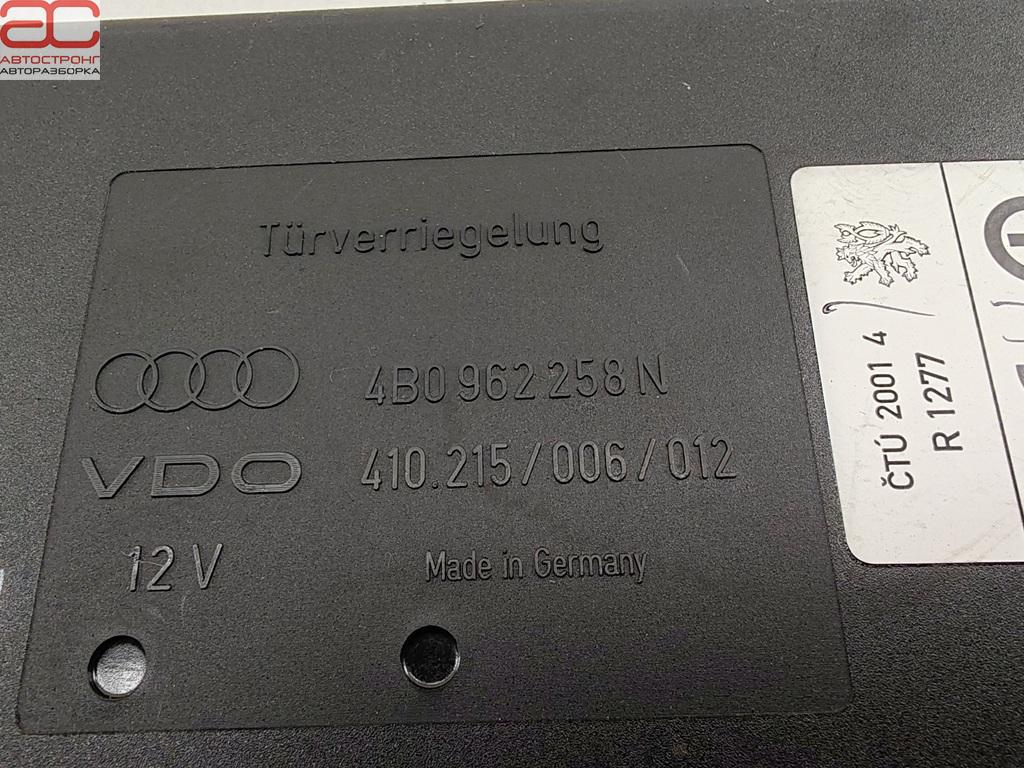 ac
АВТОСТРОНГ
АВТОРАЗБОРКА
Türverriegelung
4B0 962 258 N
VDO
410.215/006/012
12 V
Made in Germany
ČTÚ 2001 4
R 1277